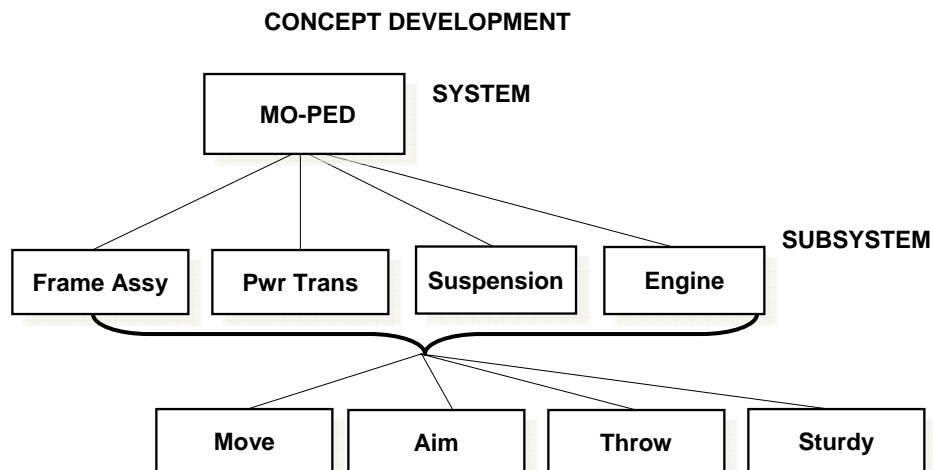 CONCEPT DEVELOPMENT
MO-PED
SYSTEM
SUBSYSTEM
Frame Assy
Pwr Trans
Suspension
Engine
Move
Aim
Throw
Sturdy